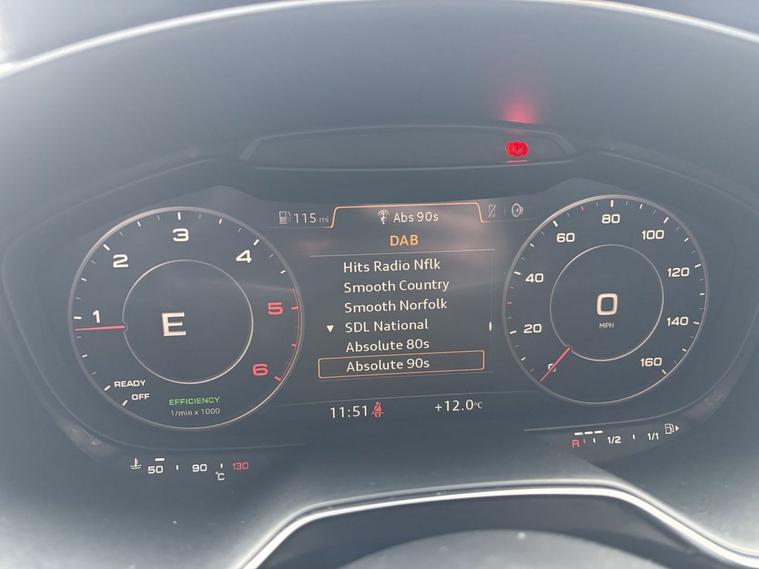 115 mi
Abs 90s
DAB
Hits Radio Nflk
Smooth Country
Smooth Norfolk
SDL National
Absolute 80s
Absolute 90s
11:51
+12.0°C
1
2
3
4
5
6
E
READY
OFF
EFFICIENCY
1/min x 1000
20
40
60
80
100
120
140
160
0
MPH
50
90
130
°C
R
1/2
1/1